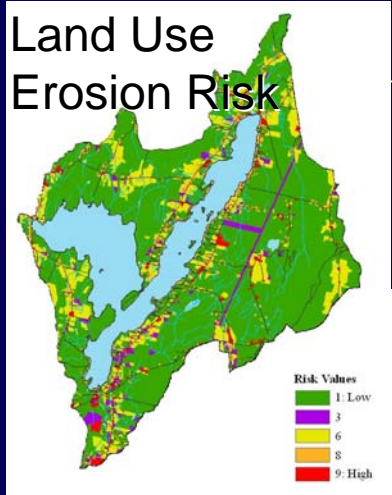 Land Use
Erosion Risk
Risk Values
1: Low
3
6
8
9: High